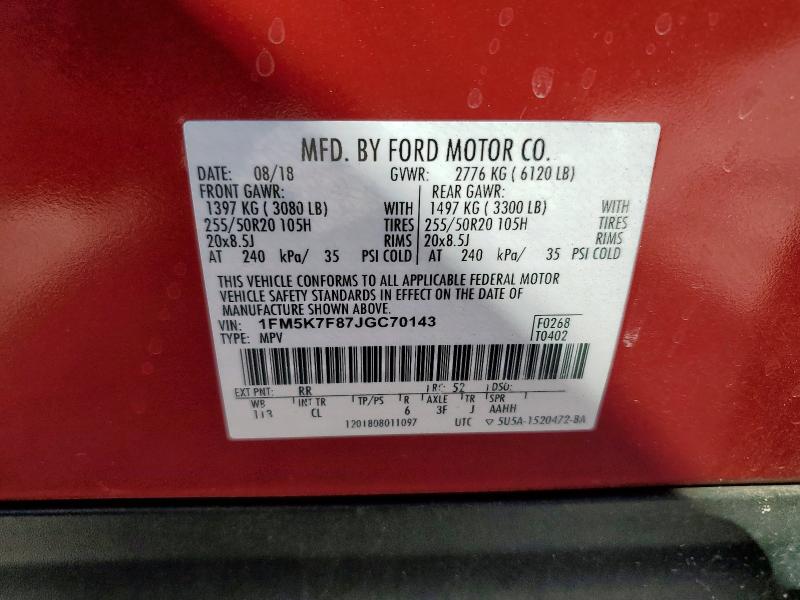 MFD. BY FORD MOTOR CO.
DATE: 08/18 GVWR: 2776 KG ( 6120 LB)
FRONT GAWR: REAR GAWR:
1397 KG ( 3080 LB) WITH 1497 KG ( 3300 LB) WITH
255/50R20 105H TIRES 255/50R20 105H TIRES
20x8.5J RIMS 20x8.5J RIMS
AT 240 kPa/ 35 PSI COLD AT 240 kPa/ 35 PSI COLD
THIS VEHICLE CONFORMS TO ALL APPLICABLE FEDERAL MOTOR
VEHICLE SAFETY STANDARDS IN EFFECT ON THE DATE OF
MANUFACTURE SHOWN ABOVE.
VIN: 1FM5K7F87JGC70143 F0268
TYPE: MPV T0402
EXT PNT: RR RC: 52 DSO:
WB INT TR TP/PS R AXLE TR SPR
113 CL 6 3F J AAHH
1201808011097 UTC ▽ 5U5A-1520472-BA